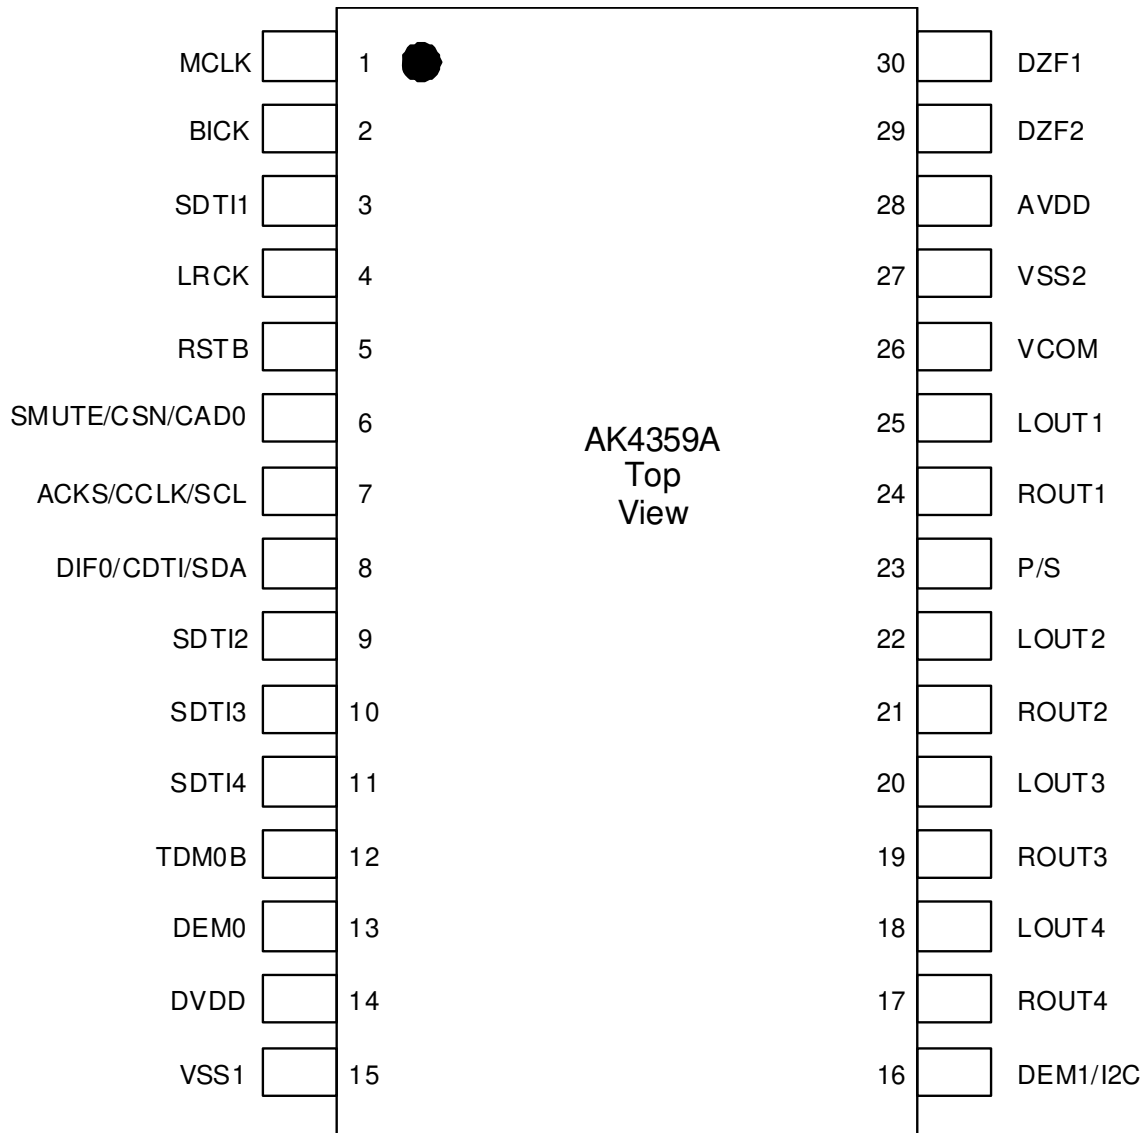 MCLK 1 30 DZF1
BICK 2 29 DZF2
SDTI1 3 28 AVDD
LRCK 4 27 VSS2
RSTB 5 26 VCOM
SMUTE/CSN/CAD0 6 25 LOUT1
AK4359A
Top
View
ACKS/CCLK/SCL 7 24 ROUT1
DIF0/CDTI/SDA 8 23 P/S
SDTI2 9 22 LOUT2
SDTI3 10 21 ROUT2
SDTI4 11 20 LOUT3
TDM0B 12 19 ROUT3
DEM0 13 18 LOUT4
DVDD 14 17 ROUT4
VSS1 15 16 DEM1/I2C